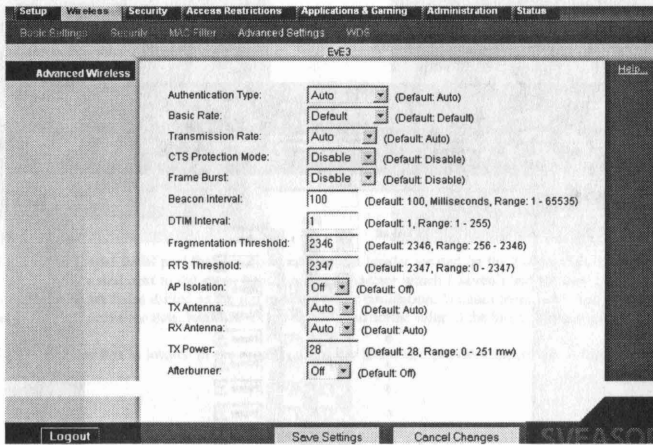 Setup Wireless Security Access Restrictions Applications & Gaming Administration Status
Basic Settings Security MAC Filter Advanced Settings WDS
EvE3
Advanced Wireless
Help...
Authentication Type: Auto (Default: Auto)
Basic Rate: Default (Default: Default)
Transmission Rate: Auto (Default: Auto)
CTS Protection Mode: Disable (Default: Disable)
Frame Burst: Disable (Default: Disable)
Beacon Interval: 100 (Default: 100, Milliseconds, Range: 1 - 65535)
DTIM Interval: 1 (Default: 1, Range: 1 - 255)
Fragmentation Threshold: 2346 (Default: 2346, Range: 256 - 2346)
RTS Threshold: 2347 (Default: 2347, Range: 0 - 2347)
AP Isolation: Off (Default: Off)
TX Antenna: Auto (Default: Auto)
RX Antenna: Auto (Default: Auto)
TX Power: 28 (Default: 28, Range: 0 - 251 mw)
Afterburner: Off (Default: Off)
Logout Save Settings Cancel Changes